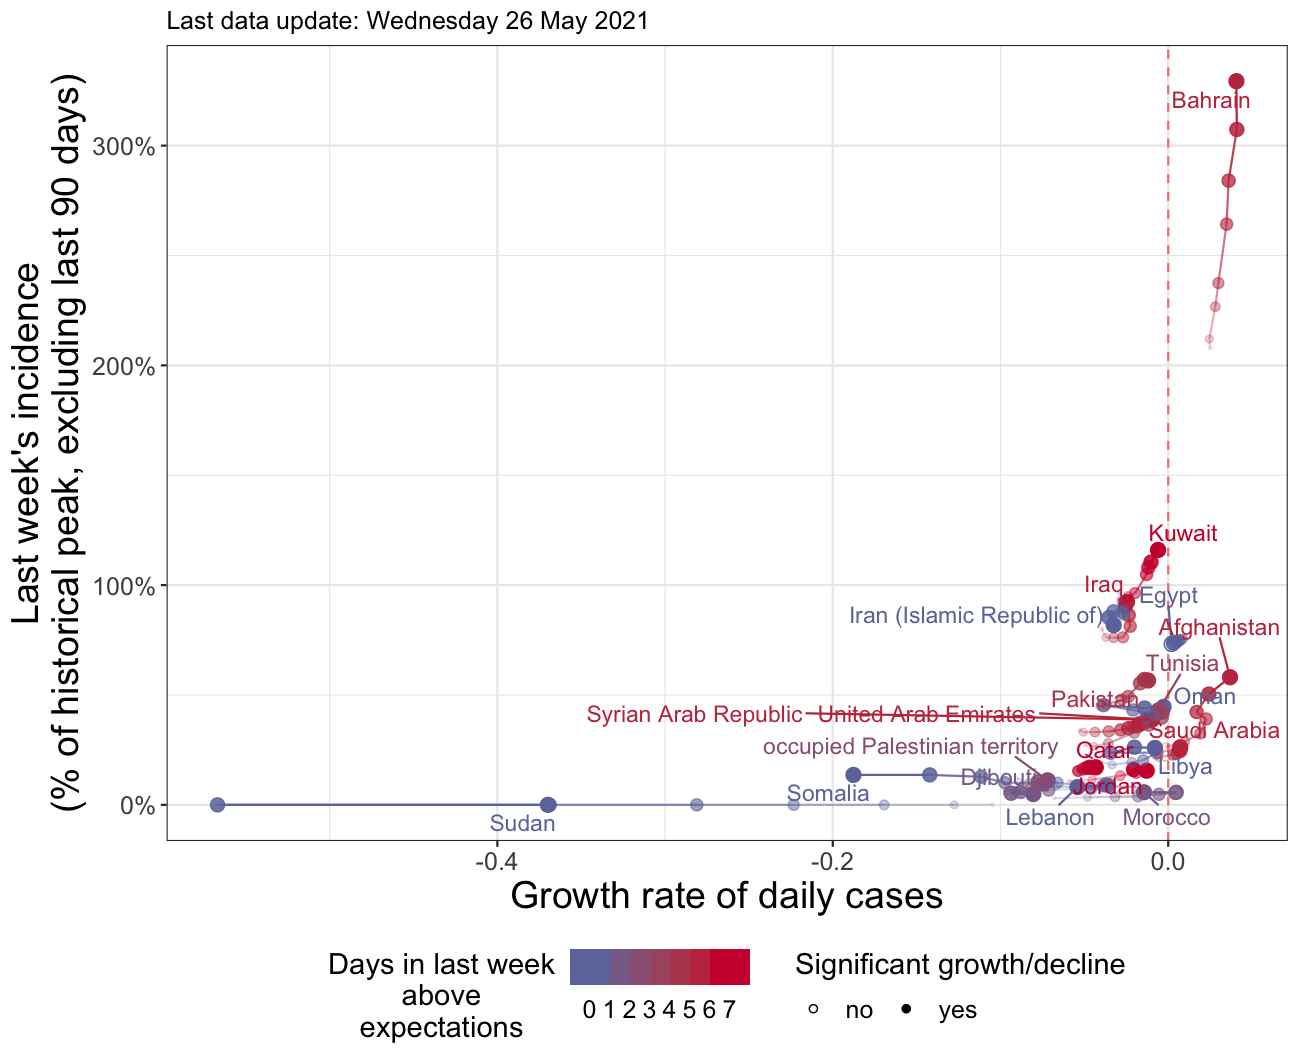 Last data update: Wednesday 26 May 2021
Last week's incidence
(% of historical peak, excluding last 90 days)
300%
200%
100%
0%
Bahrain
Kuwait
Iraq
Egypt
Iran (Islamic Republic of)
Afghanistan
Tunisia
Pakistan
Oman
Syrian Arab Republic
United Arab Emirates
Saudi Arabia
occupied Palestinian territory
Qatar
Libya
Djibouti
Somalia
Jordan
Lebanon
Morocco
Sudan
-0.4
-0.2
0.0
Growth rate of daily cases
Days in last week
above
expectations
0 1 2 3 4 5 6 7
Significant growth/decline
no
yes